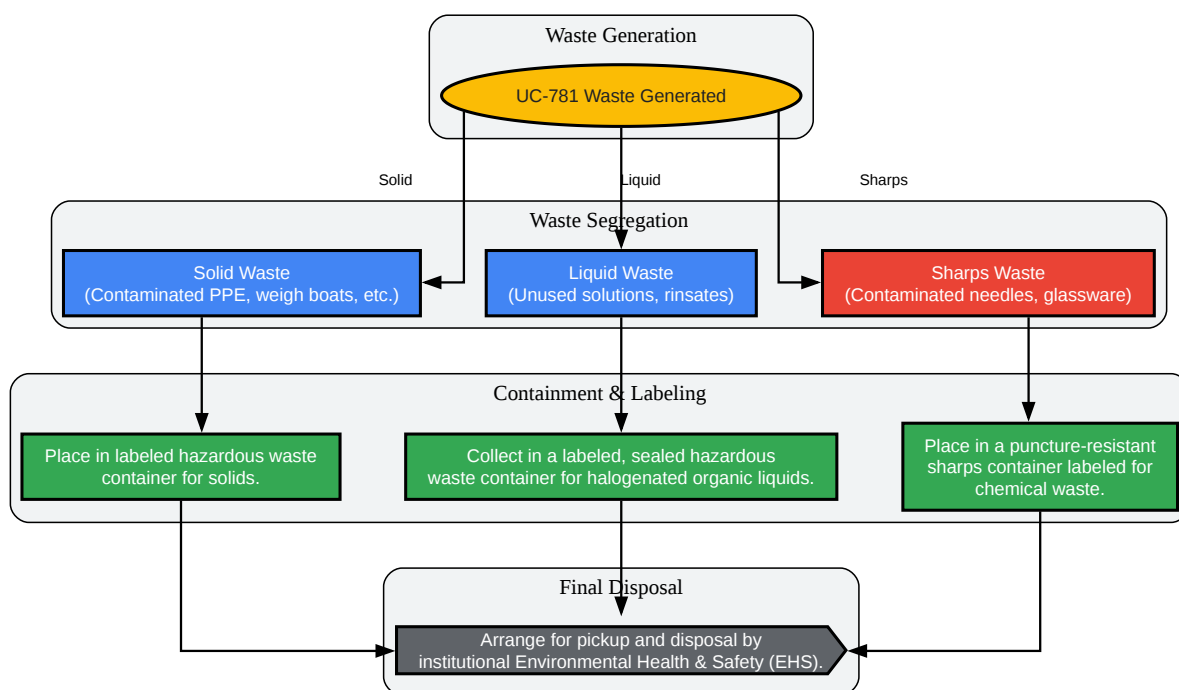 Waste Generation
UC-781 Waste Generated
Solid
Liquid
Sharps
Waste Segregation
Solid Waste
(Contaminated PPE, weigh boats, etc.)
Liquid Waste
(Unused solutions, rinsates)
Sharps Waste
(Contaminated needles, glassware)
Containment & Labeling
Place in labeled hazardous waste
container for solids.
Collect in a labeled, sealed hazardous
waste container for halogenated organic liquids.
Place in a puncture-resistant
sharps container labeled for
chemical waste.
Final Disposal
Arrange for pickup and disposal by
institutional Environmental Health & Safety (EHS).